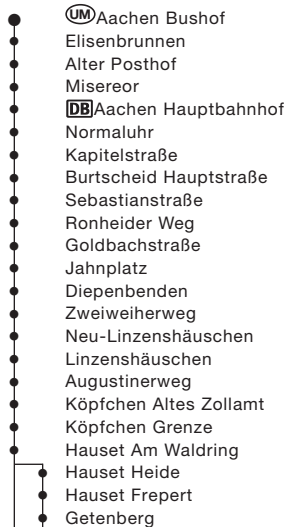 UM Aachen Bushof
Elisenbrunnen
Alter Posthof
Misereor
DB Aachen Hauptbahnhof
Normaluhr
Kapitelstraße
Burtscheid Hauptstraße
Sebastianstraße
Ronheider Weg
Goldbachstraße
Jahnplatz
Diepenbenden
Zweiweiherweg
Neu-Linzenshäuschen
Linzenshäuschen
Augustinerweg
Köpfchen Altes Zollamt
Köpfchen Grenze
Hauset Am Waldring
Hauset Heide
Hauset Frepert
Getenberg